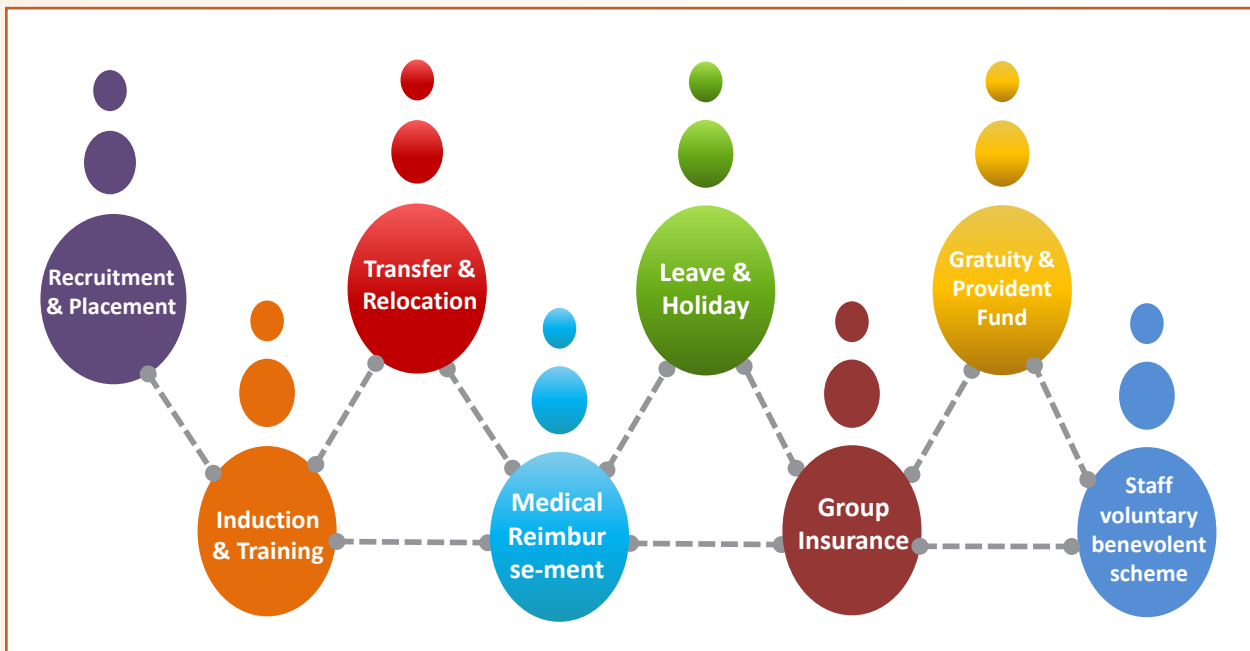 Recruitment
& Placement
Transfer &
Relocation
Leave &
Holiday
Gratuity &
Provident
Fund
Induction
& Training
Medical
Reimbur
se-ment
Group
Insurance
Staff
voluntary
benevolent
scheme